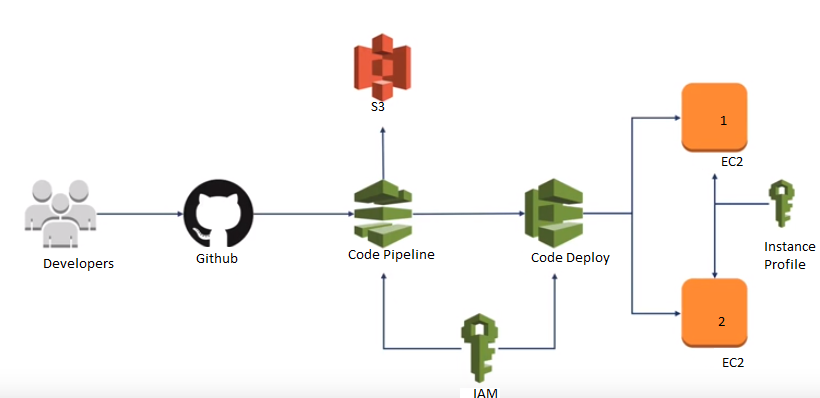 S3
1
EC2
Developers
Github
Code Pipeline
Code Deploy
Instance
Profile
2
EC2
IAM